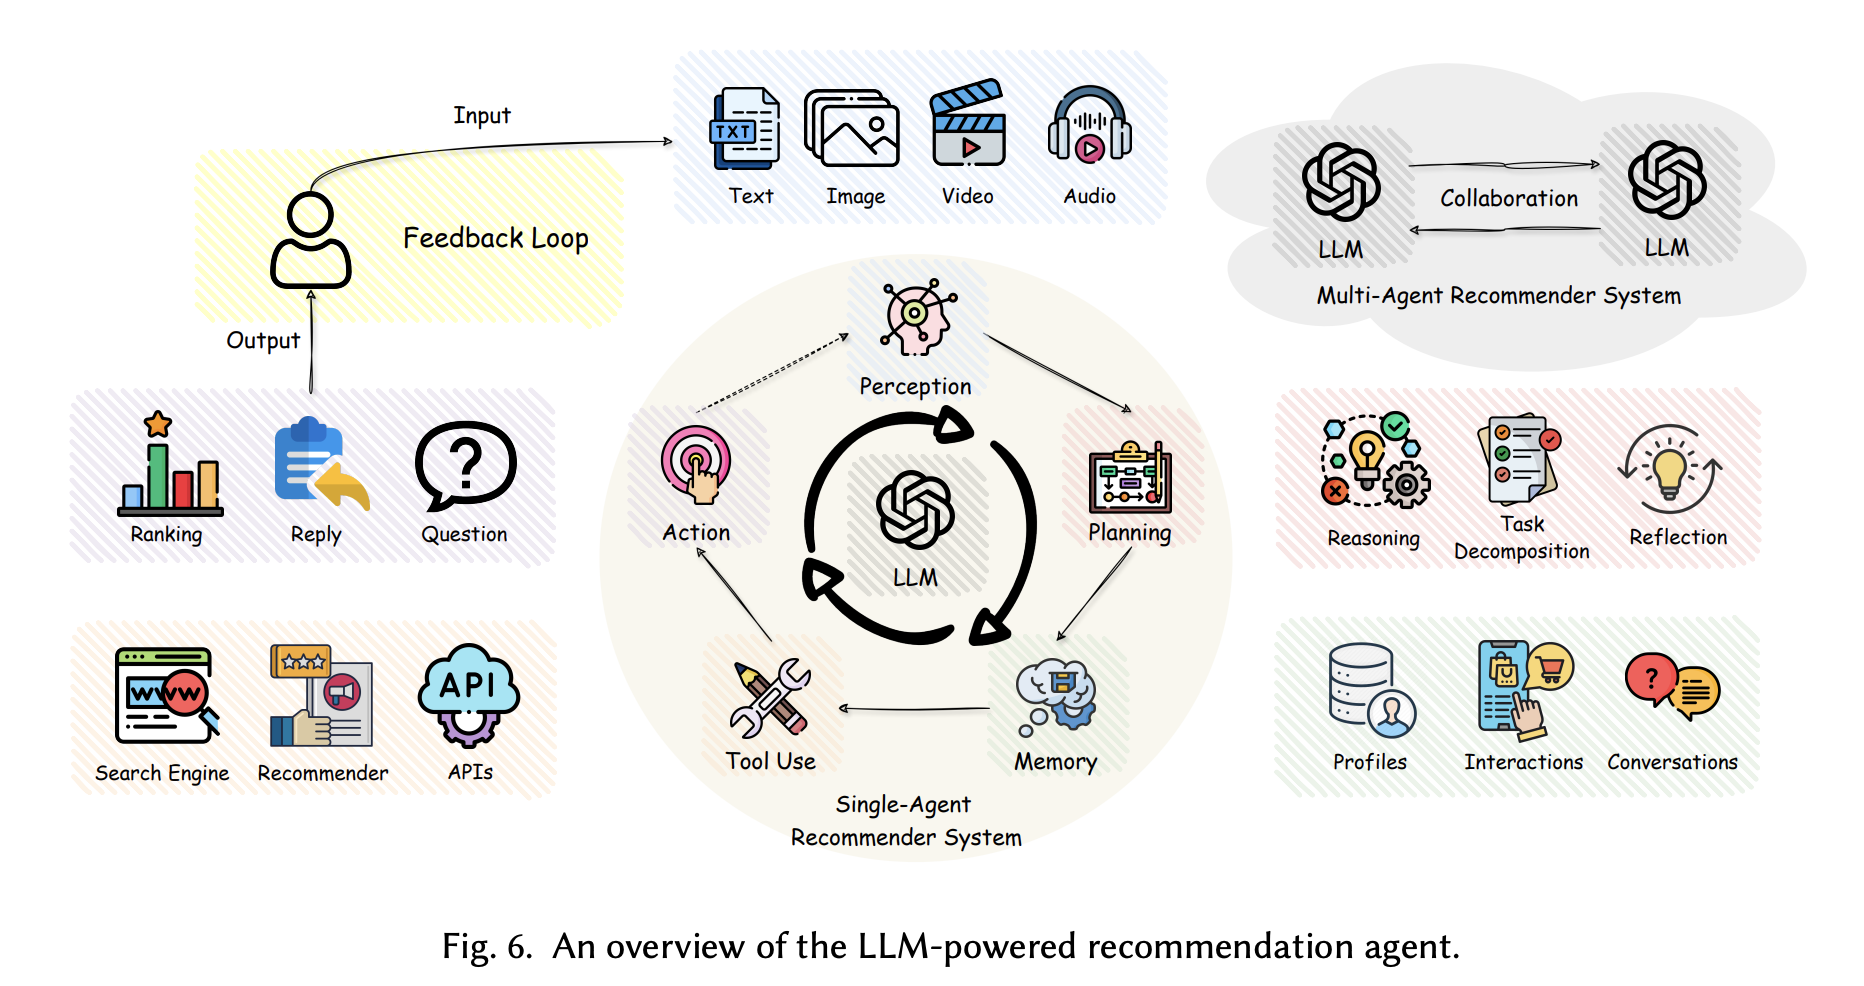 Input
TXT
Text
Image
Video
Audio
Feedback Loop
Output
LLM
Collaboration
LLM
Multi-Agent Recommender System
Perception
Action
Planning
LLM
Tool Use
Memory
Single-Agent
Recommender System
Ranking
Reply
?
Question
WWW
Search Engine
Recommender
API
APIs
Reasoning
Task
Decomposition
Reflection
Profiles
Interactions
?
Conversations
Fig. 6. An overview of the LLM-powered recommendation agent.